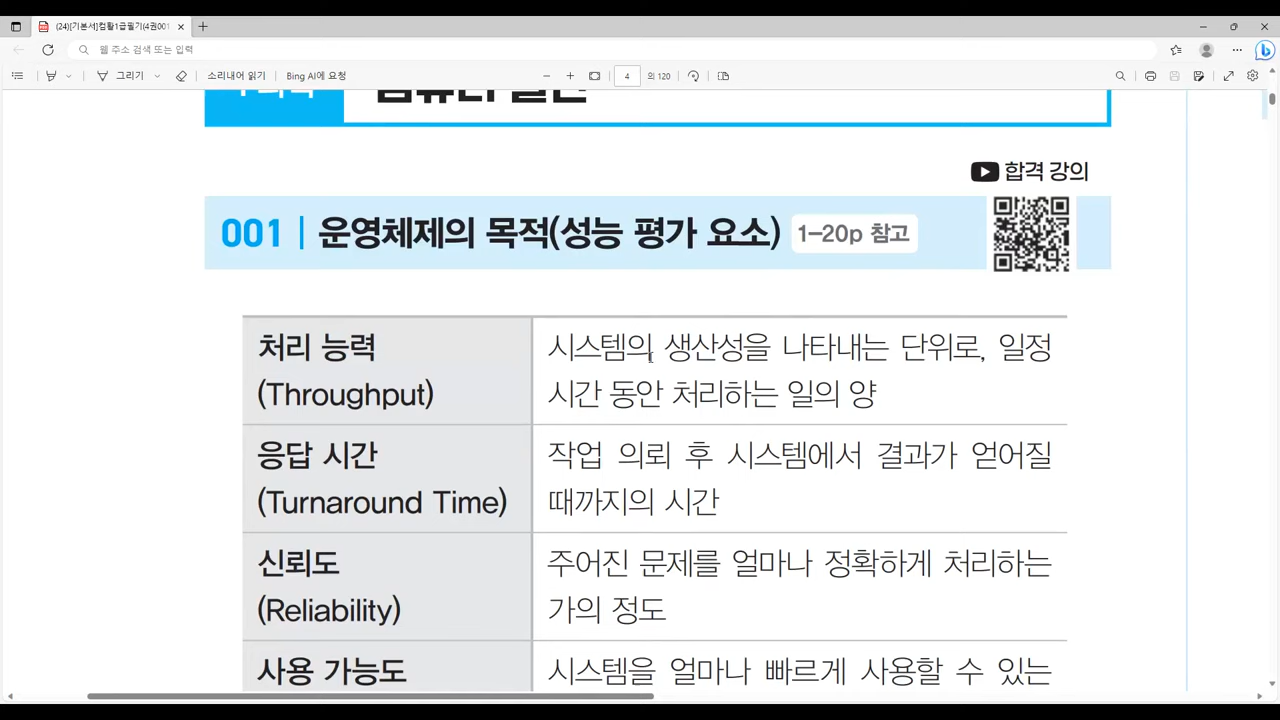 (24)[기본서]컴활1급필기(4권001
웹 주소 검색 또는 입력
그리기
소리내어 읽기
Bing AI에 요청
4
의 120
합격 강의
001 운영체제의 목적(성능 평가 요소) 1-20p 참고
처리 능력
(Throughput)
시스템의 생산성을 나타내는 단위로, 일정
시간 동안 처리하는 일의 양
응답 시간
(Turnaround Time)
작업 의뢰 후 시스템에서 결과가 얻어질
때까지의 시간
신뢰도
(Reliability)
주어진 문제를 얼마나 정확하게 처리하는
가의 정도
사용 가능도
시스템을 얼마나 빠르게 사용할 수 있는